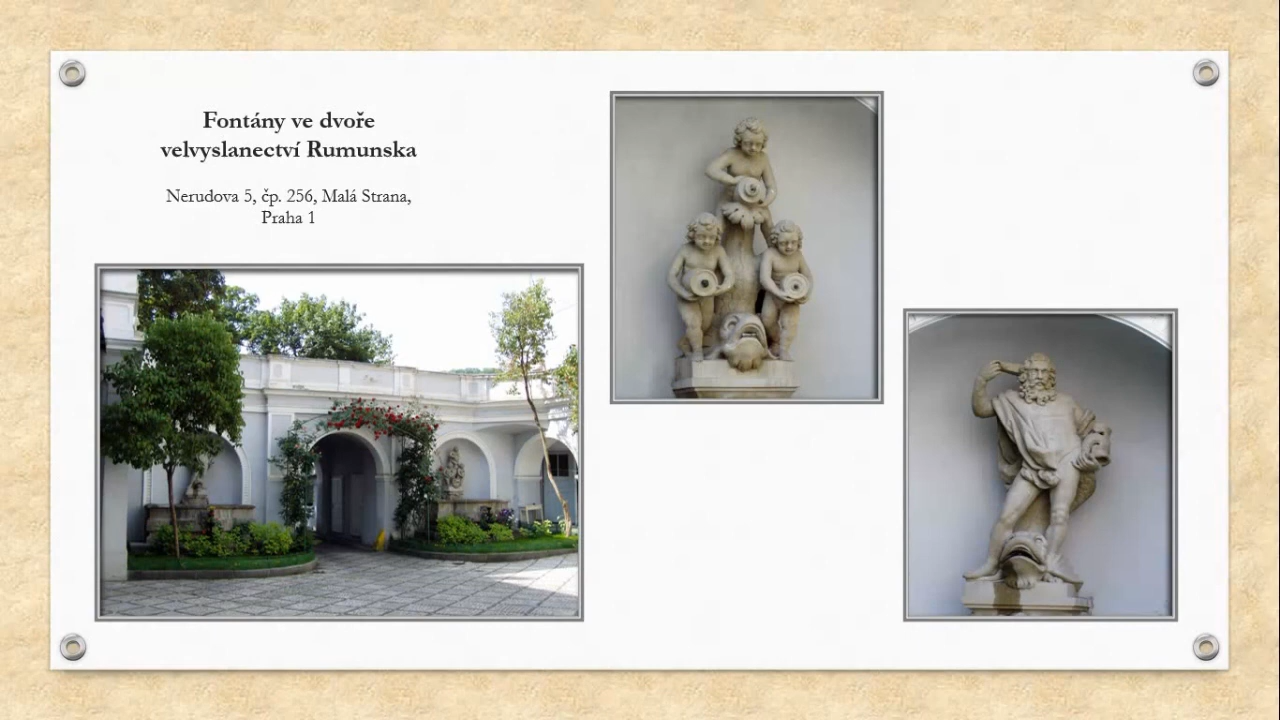 Fontány ve dvoře
velvyslanectví Rumunska
Nerudova 5, čp. 256, Malá Strana,
Praha 1